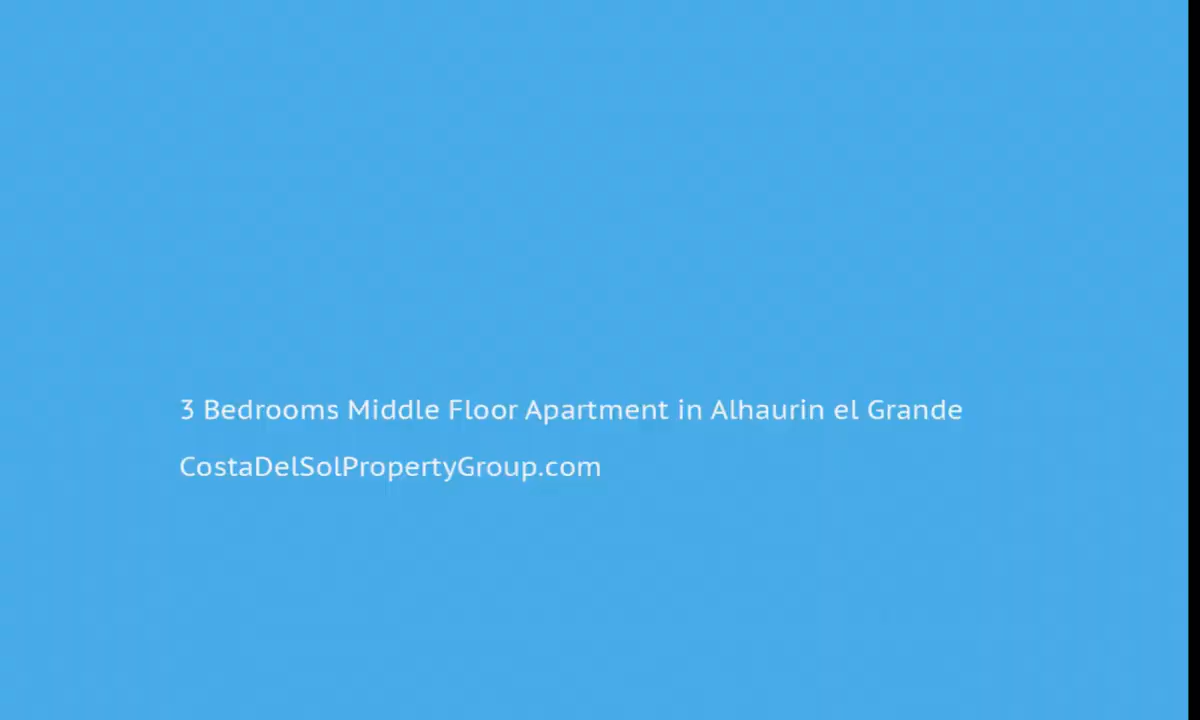 3 Bedrooms Middle Floor Apartment in Alhaurin el Grande
CostaDelSolPropertyGroup.com